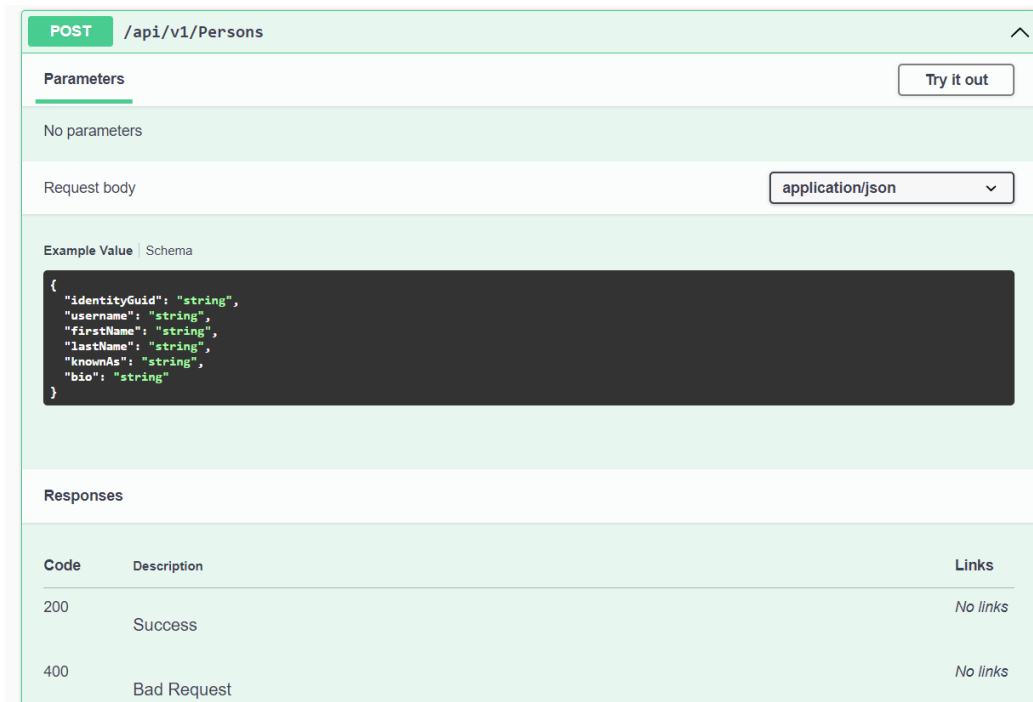 POST /api/v1/Persons
Parameters
Try it out
No parameters
Request body
application/json
Example Value Schema
{
"identityGuid": "string",
"username": "string",
"firstName": "string",
"lastName": "string",
"knownAs": "string",
"bio": "string"
}
Responses
Code Description Links
200 No links
Success
400 No links
Bad Request